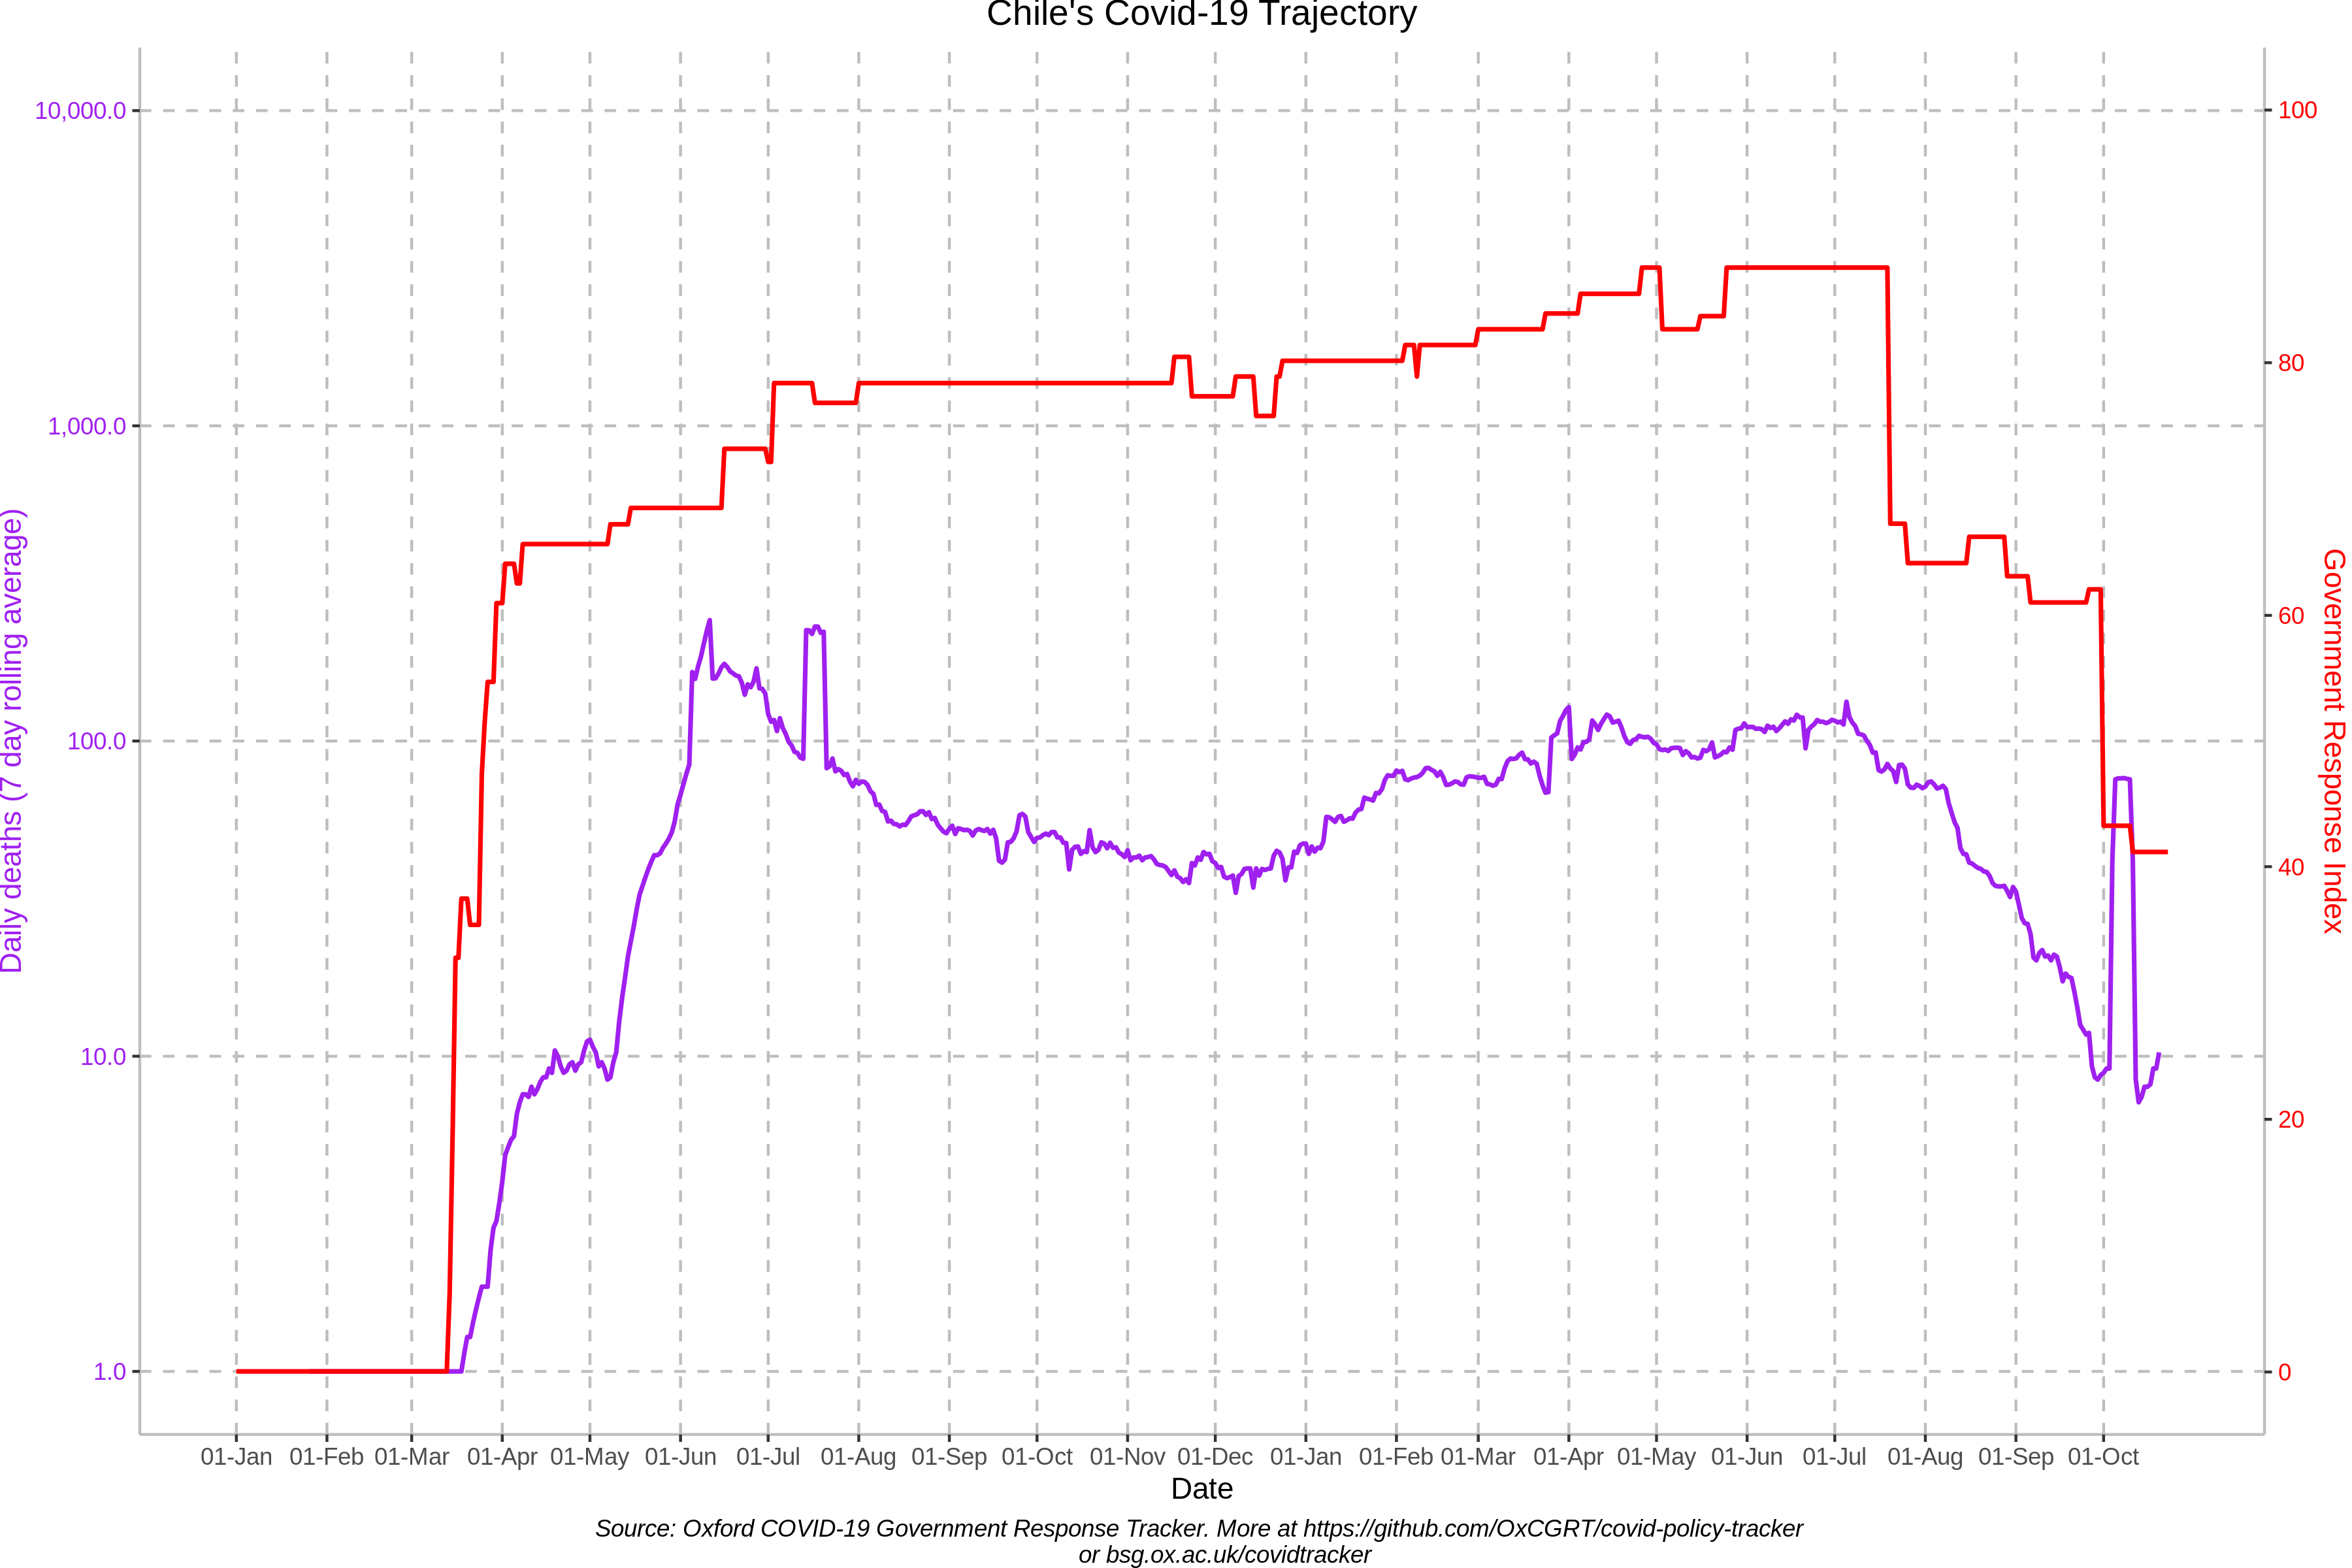 Chile's Covid-19 Trajectory
10,000.0
1,000.0
100.0
10.0
1.0
Daily deaths (7 day rolling average)
100
80
60
40
20
0
Government Response Index
01-Jan 01-Feb 01-Mar 01-Apr 01-May 01-Jun 01-Jul 01-Aug 01-Sep 01-Oct 01-Nov 01-Dec 01-Jan 01-Feb 01-Mar 01-Apr 01-May 01-Jun 01-Jul 01-Aug 01-Sep 01-Oct
Date
Source: Oxford COVID-19 Government Response Tracker. More at https://github.com/OxCGRT/covid-policy-tracker
or bsg.ox.ac.uk/covidtracker